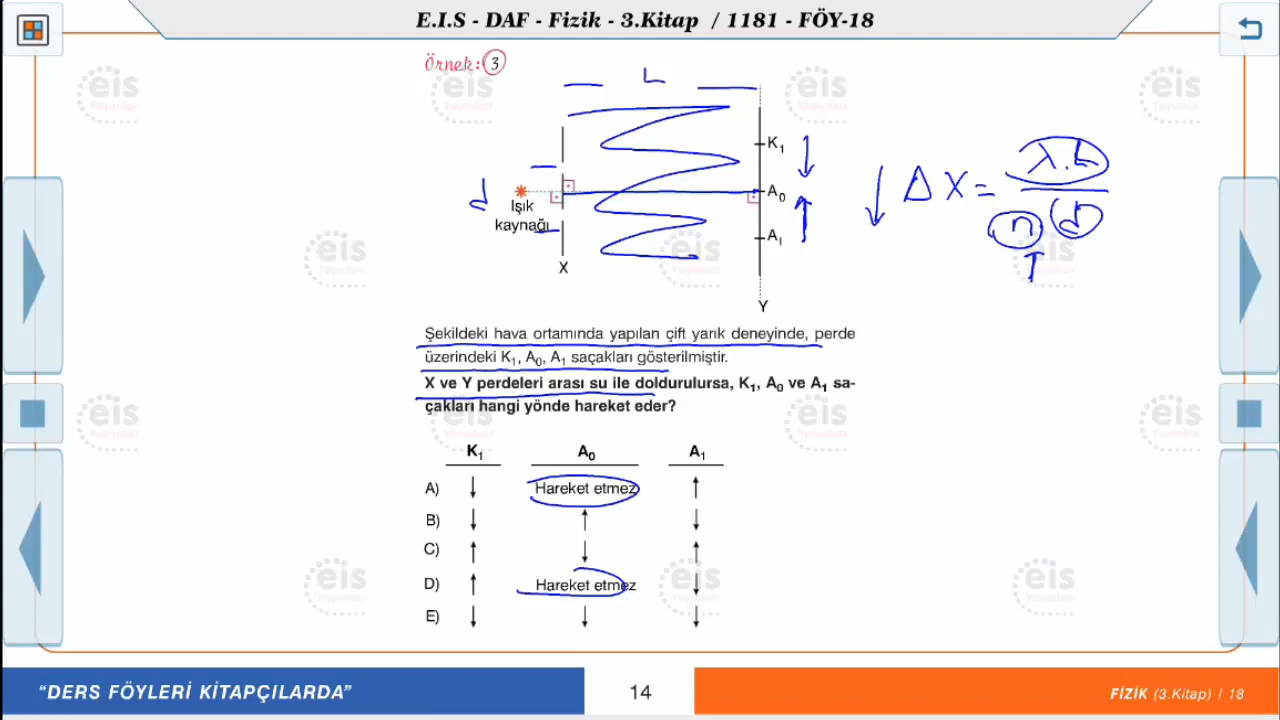 E.I.S - DAF - Fizik - 3.Kitap / 1181 - FÖY-18
Örnek: 3
L
K1
A0
A1
d
Işık
kaynağı
X
Y
ΔX = λ.L
n d
Şekildeki hava ortamında yapılan çift yarık deneyinde, perde
üzerindeki K1, A0, A1 saçakları gösterilmiştir.
X ve Y perdeleri arası su ile doldurulursa, K1, A0 ve A1 sa-
çakları hangi yönde hareket eder?
K1 A0 A1
A) ↓ Hareket etmez ↑
B) ↓ ↑ ↓
C) ↑ ↓ ↑
D) ↑ Hareket etmez ↓
E) ↓ ↓ ↓
"DERS FÖYLERİ KİTAPÇILARDA"
14
FİZİK (3.Kitap) / 18
eis
Yayınları